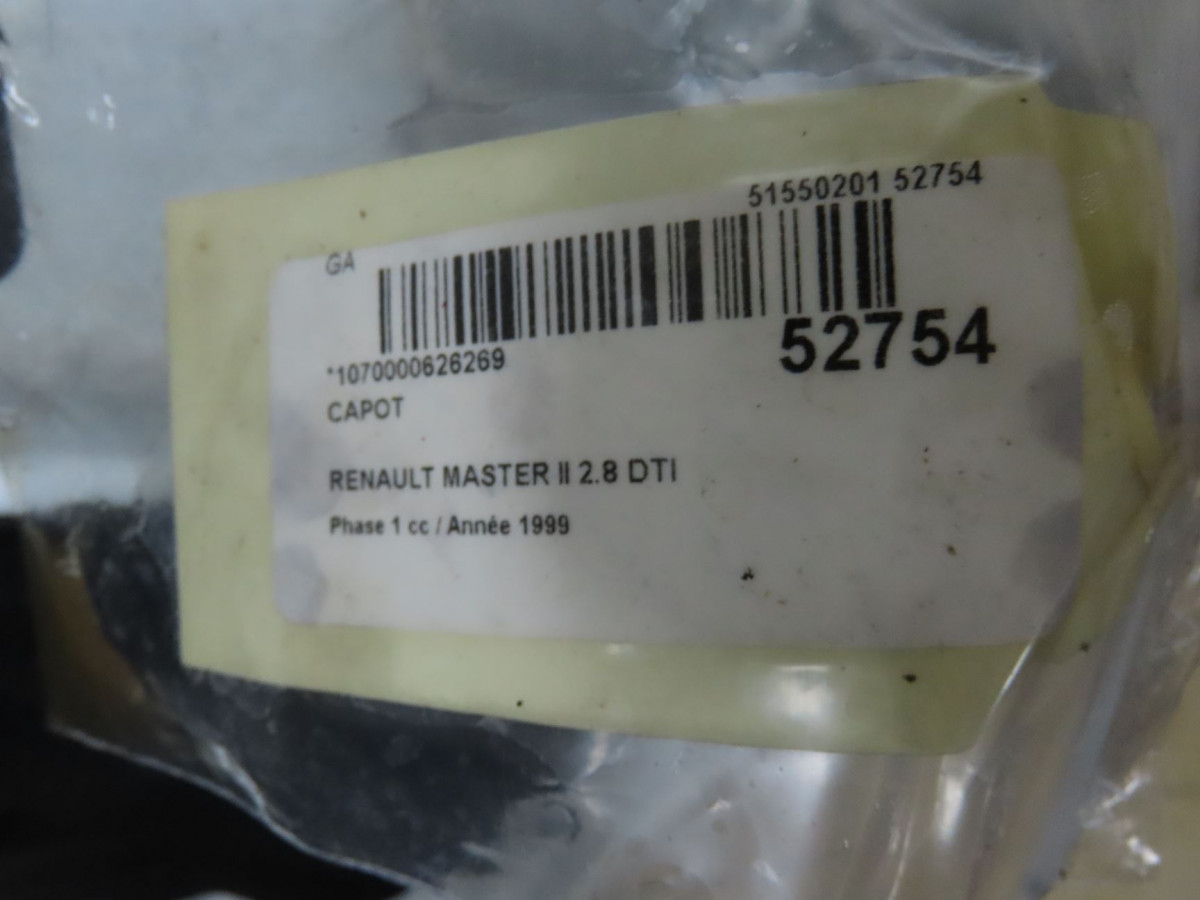 51550201 52754
GA
52754
*1070000626269
CAPOT
RENAULT MASTER II 2.8 DTI
Phase 1 cc / Année 1999